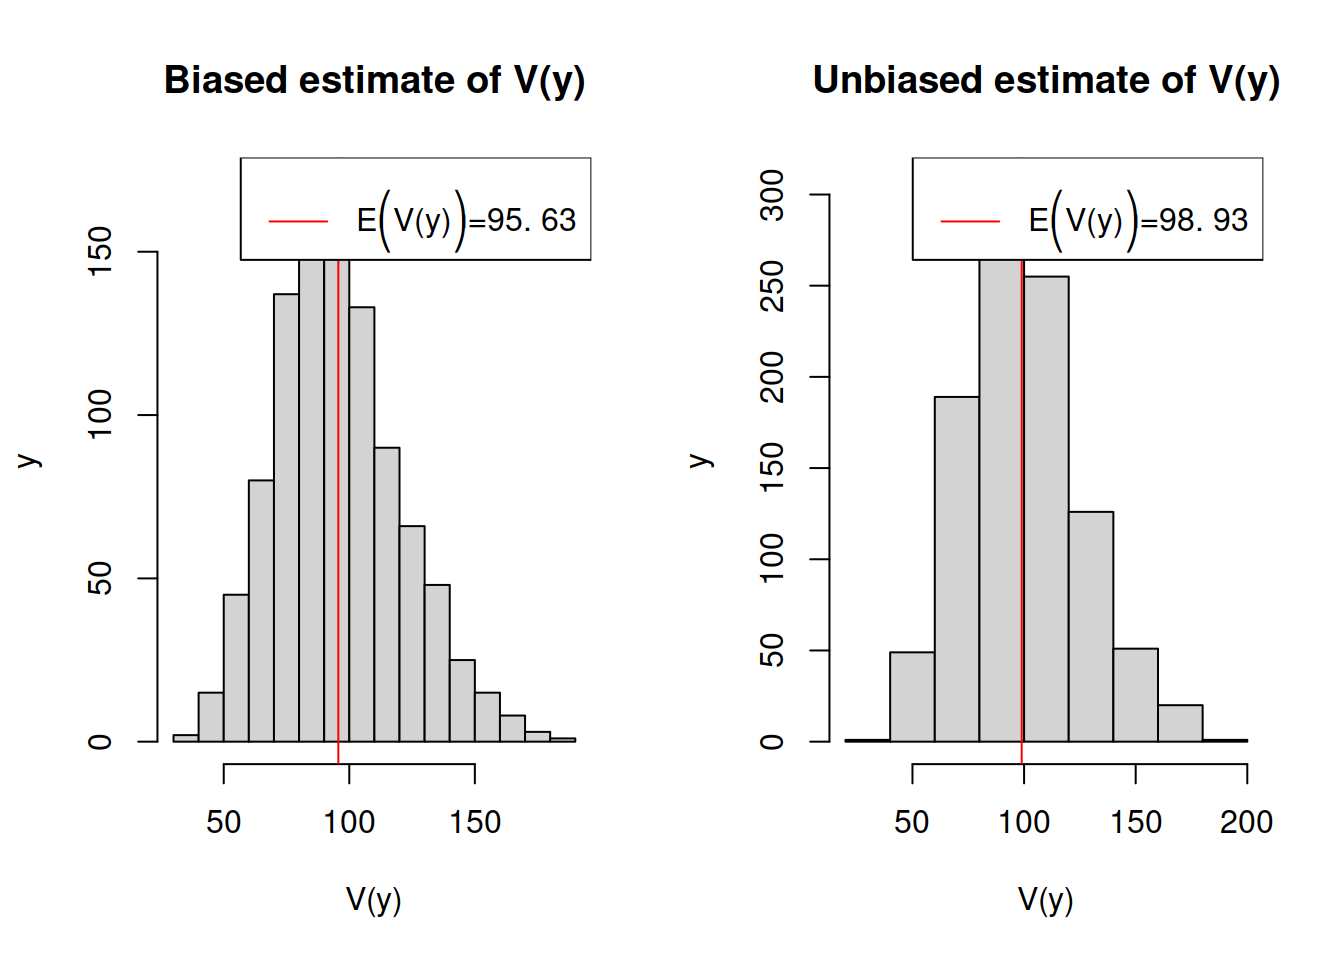 Biased estimate of V(y)
E(V(y))=95. 63
150
100
50
0
y
50 100 150
V(y)
Unbiased estimate of V(y)
E(V(y))=98. 93
300
250
200
150
100
50
0
y
50 100 150 200
V(y)